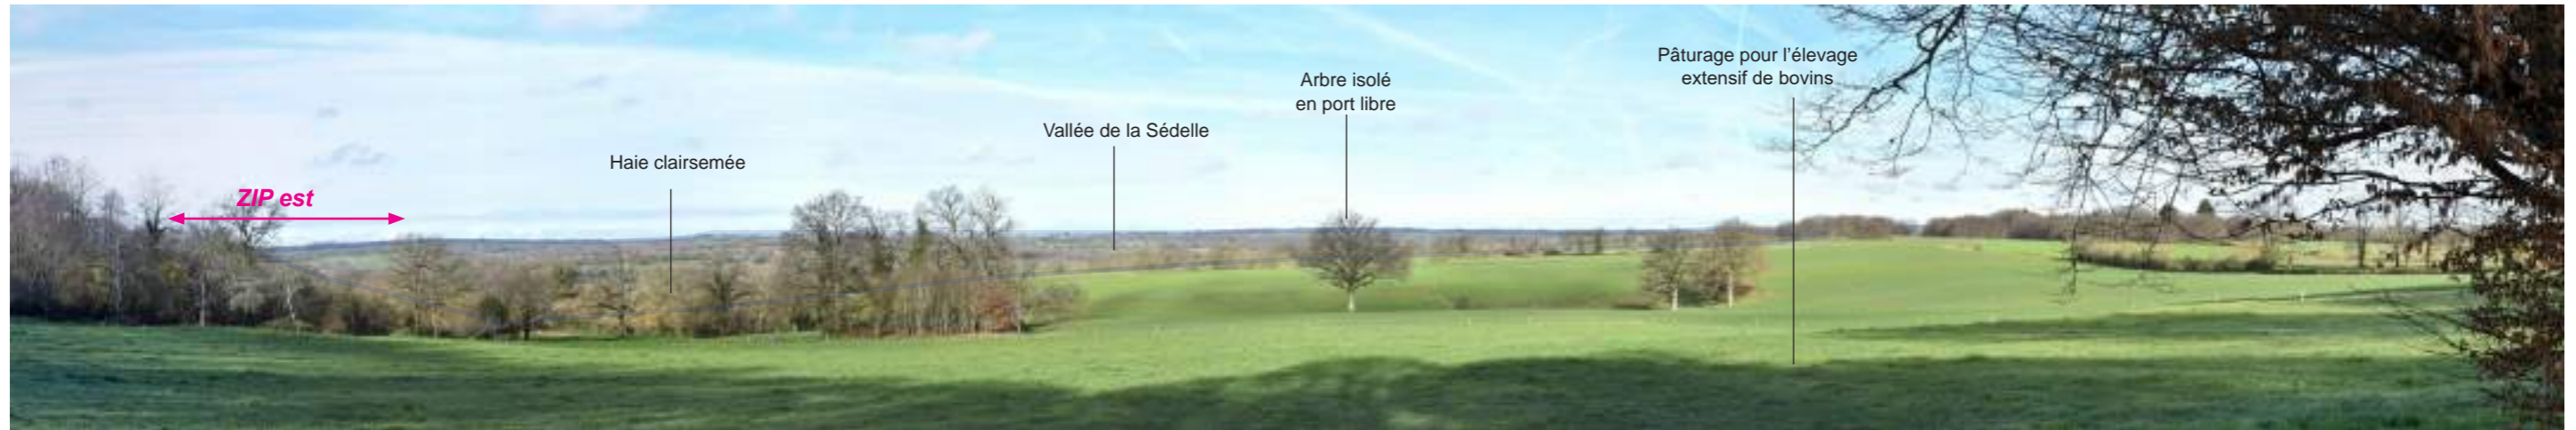 ZIP est
Haie clairsemée
Vallée de la Sédelle
Arbre isolé
en port libre
Pâturage pour l'élevage
extensif de bovins